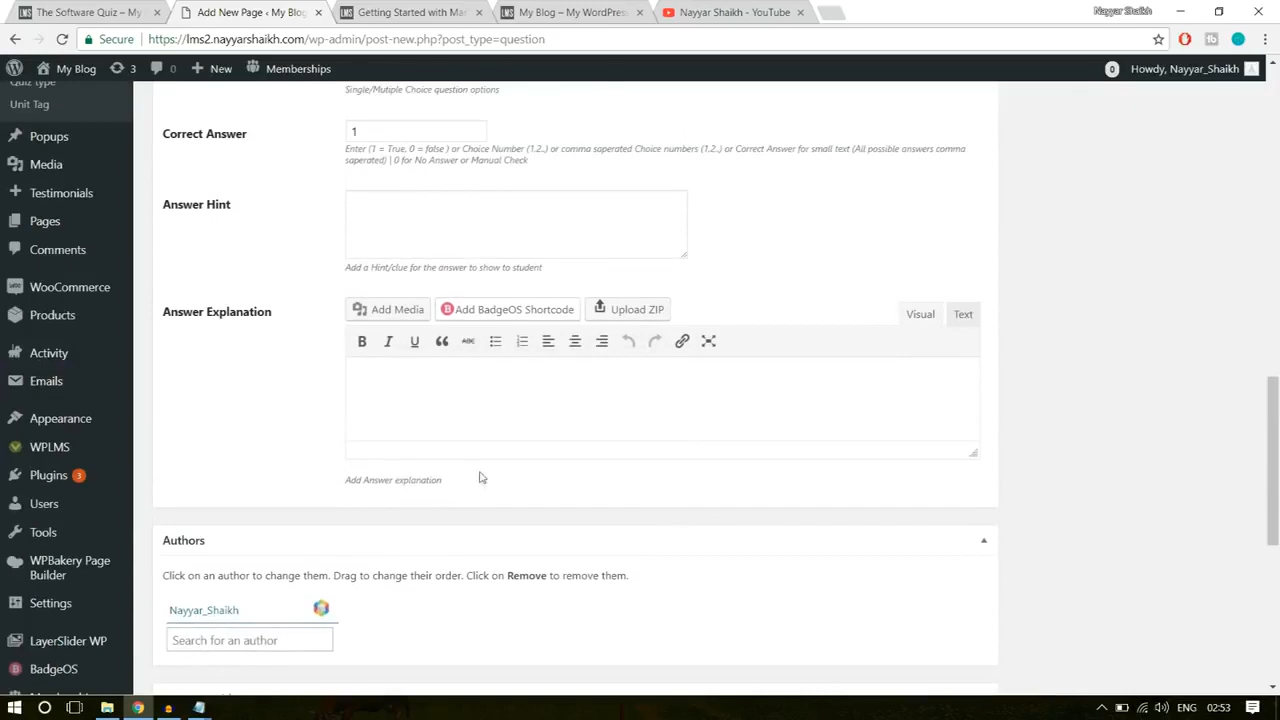 The Software Quiz – My
Add New Page ‹ My Blog
Getting Started with Mar
My Blog – My WordPress
Nayyar Shaikh - YouTube
Nayyar Shaikh
Secure https://lms2.nayyarshaikh.com/wp-admin/post-new.php?post_type=question
My Blog 3 0 New Memberships 0 Howdy, Nayyar_Shaikh
Quiz type
Unit Tag
Popups
Media
Testimonials
Pages
Comments
WooCommerce
Products
Activity
Emails
Appearance
WPLMS
Plugins 3
Users
Tools
WPBakery Page
Builder
Settings
LayerSlider WP
BadgeOS
Single/Mutiple Choice question options
Correct Answer
1
Enter (1 = True, 0 = false ) or Choice Number (1.2..) or comma saperated Choice numbers (1.2..) or Correct Answer for small text (All possible answers comma
saperated) | 0 for No Answer or Manual Check
Answer Hint
Add a Hint/clue for the answer to show to student
Answer Explanation
Add Media
Add BadgeOS Shortcode
Upload ZIP
Visual
Text
B I U ABC
Add Answer explanation
Authors
Click on an author to change them. Drag to change their order. Click on Remove to remove them.
Nayyar_Shaikh
Search for an author
ENG 02:53